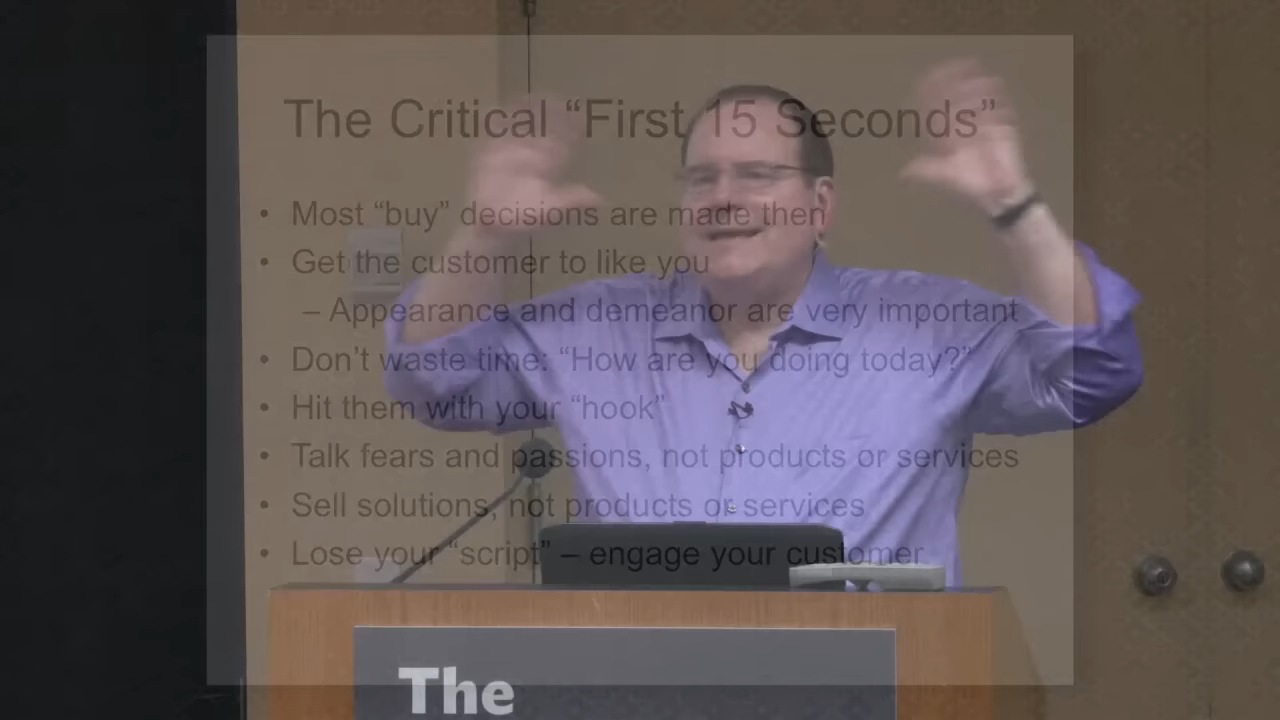 The Critical “First 15 Seconds”
• Most “buy” decisions are made then
• Get the customer to like you
– Appearance and demeanor are very important
• Don’t waste time: “How are you doing today?”
• Hit them with your “hook”
• Talk fears and passions, not products or services
• Sell solutions, not products or services
• Lose your “script” – engage your customer
The